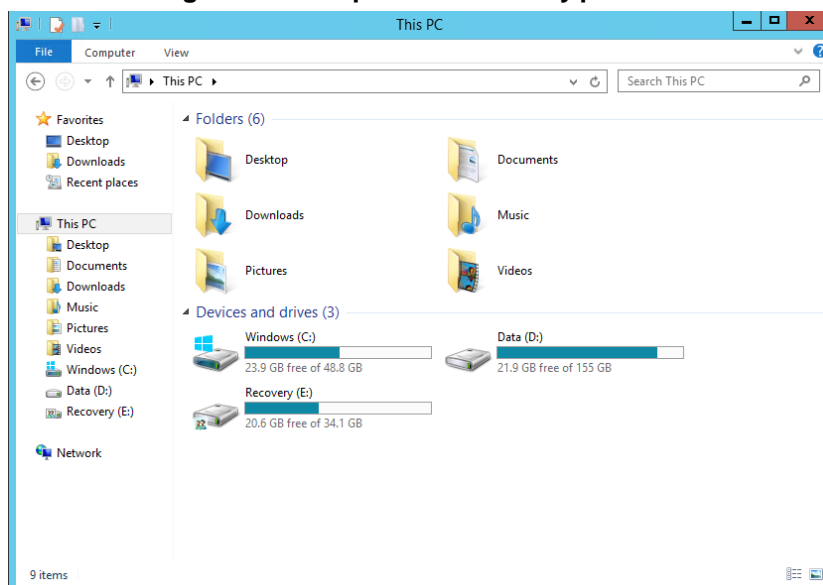 This PC
File Computer View
This PC
Search This PC
Favorites
Desktop
Downloads
Recent places
This PC
Desktop
Documents
Downloads
Music
Pictures
Videos
Windows (C:)
Data (D:)
Recovery (E:)
Network
Folders (6)
Desktop
Documents
Downloads
Music
Pictures
Videos
Devices and drives (3)
Windows (C:)
23.9 GB free of 48.8 GB
Data (D:)
21.9 GB free of 155 GB
Recovery (E:)
20.6 GB free of 34.1 GB
9 items